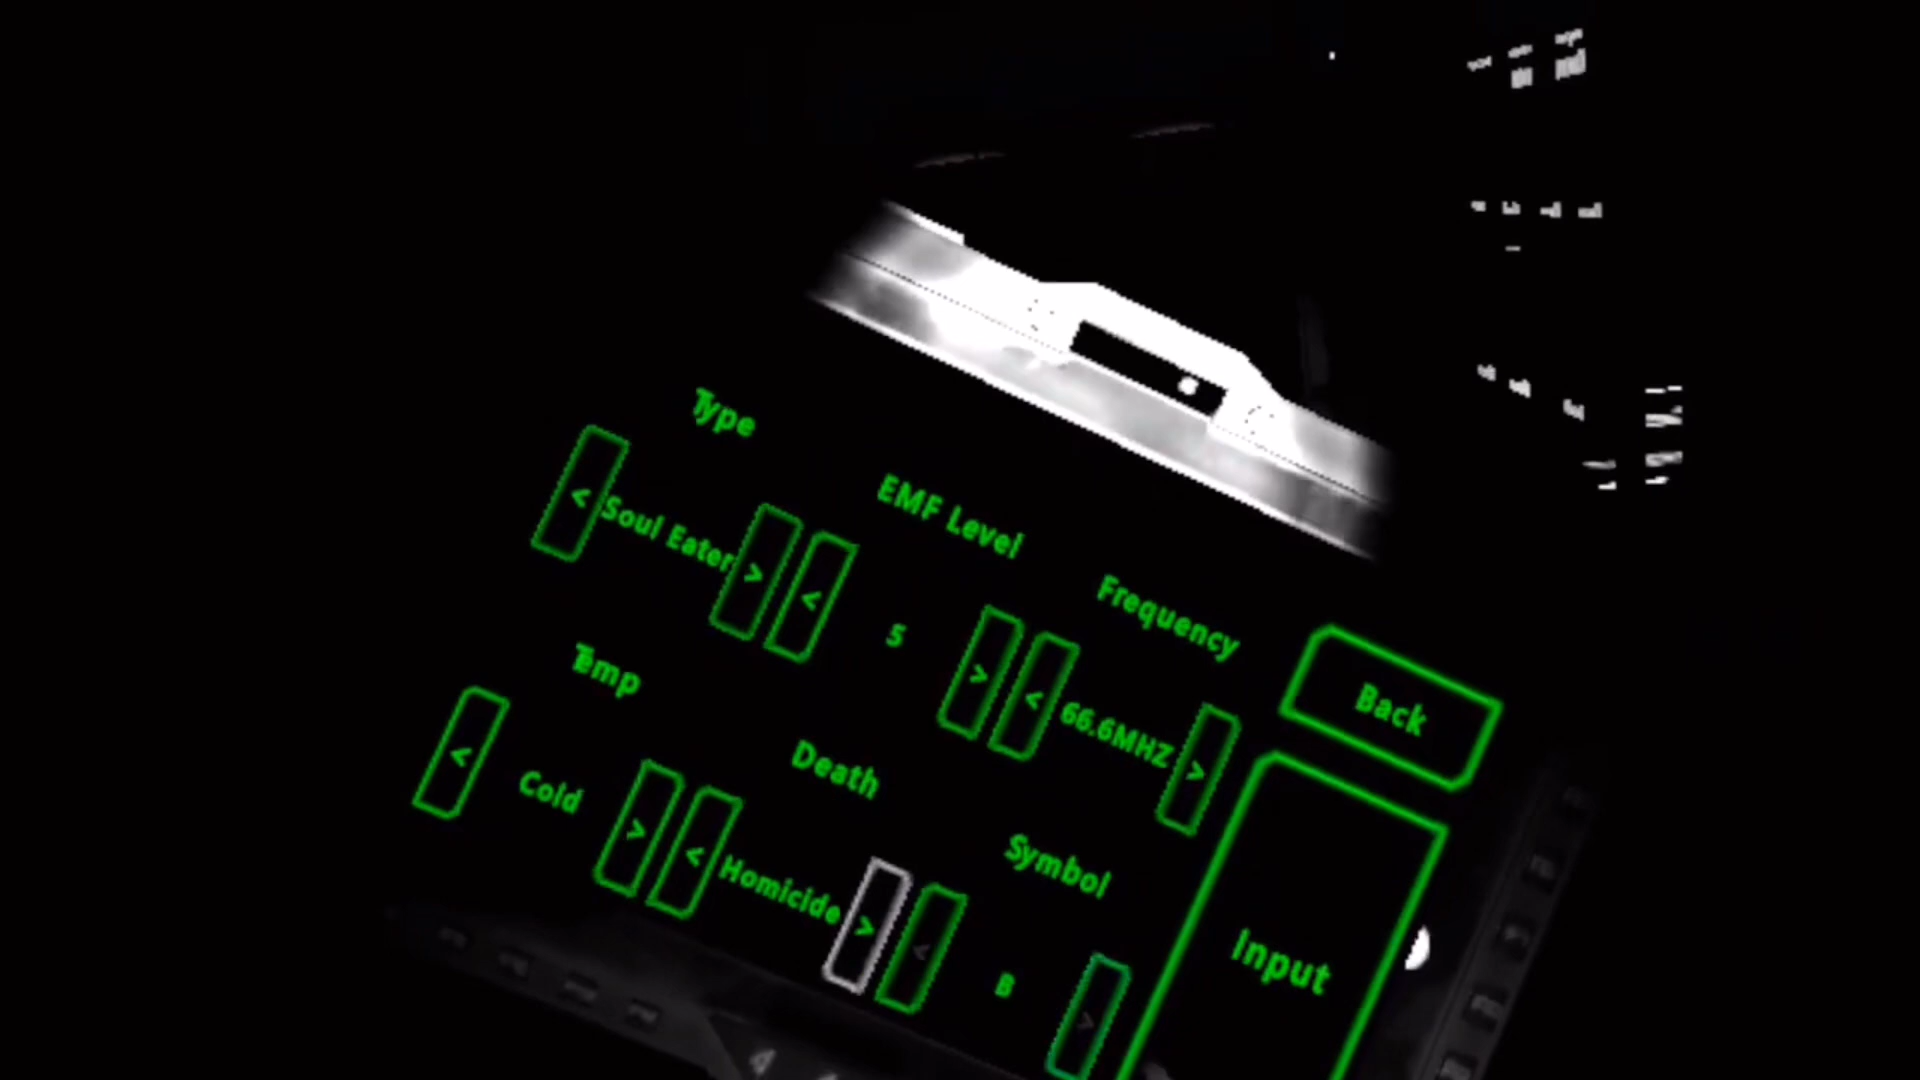 Type
< Soul Eater >
EMF Level
< 5 >
Frequency
< 66.6MHZ >
Back
Temp
< Cold >
Death
< Homicide >
Symbol
< B >
Input